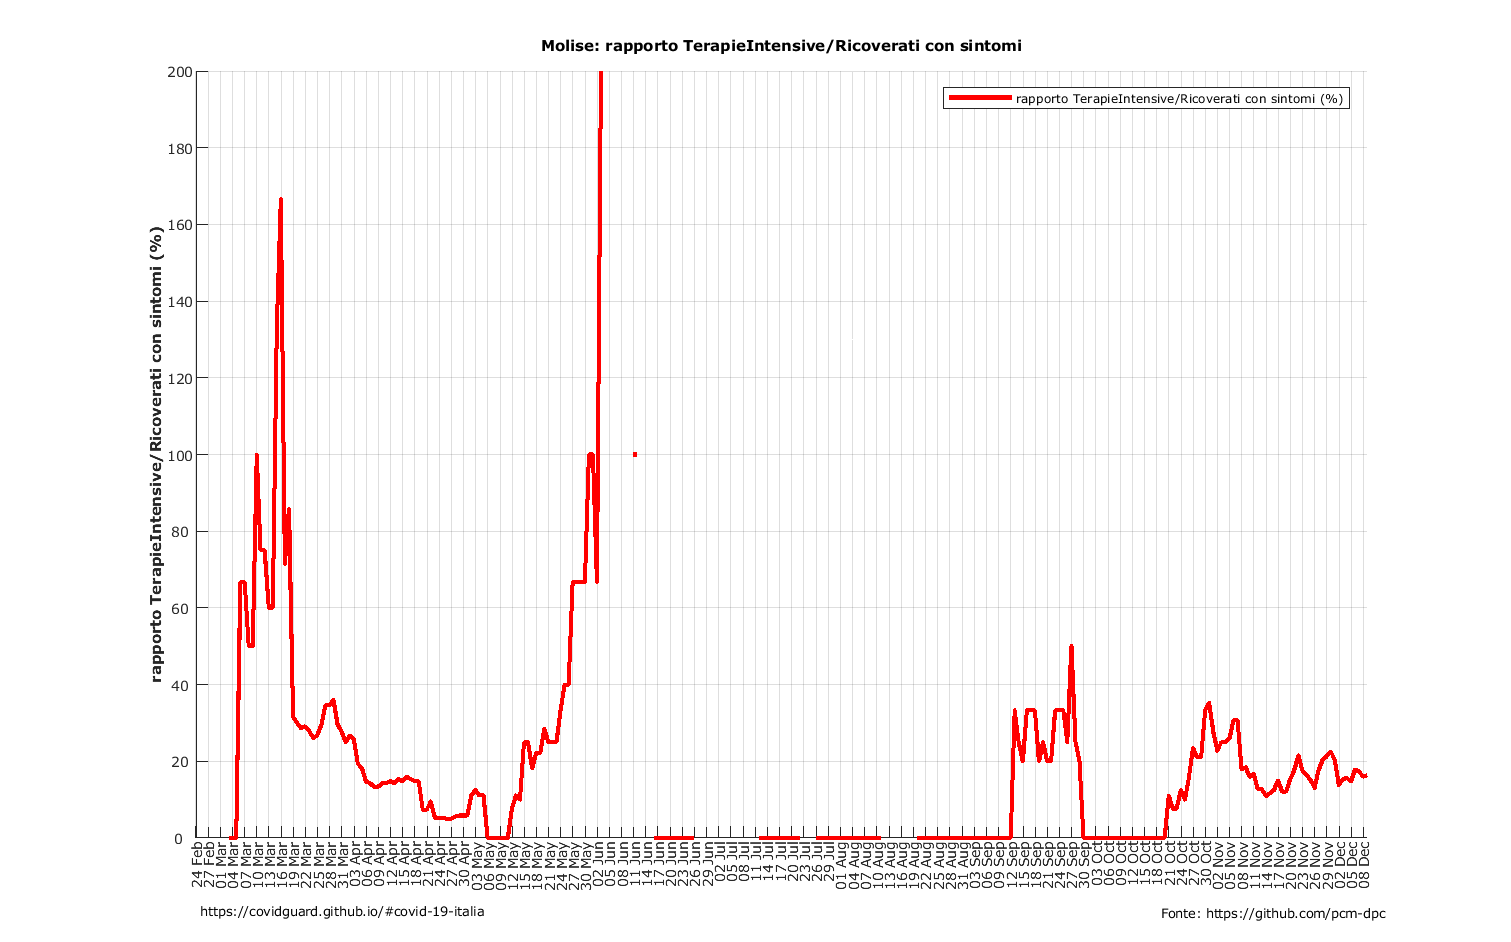 Molise: rapporto TerapieIntensive/Ricoverati con sintomi
rapporto TerapieIntensive/Ricoverati con sintomi (%)
rapporto TerapieIntensive/Ricoverati con sintomi (%)
200
180
160
140
120
100
80
60
40
20
0
24 Feb
27 Feb
01 Mar
04 Mar
07 Mar
10 Mar
13 Mar
16 Mar
19 Mar
22 Mar
25 Mar
28 Mar
31 Mar
03 Apr
06 Apr
09 Apr
12 Apr
15 Apr
18 Apr
21 Apr
24 Apr
27 Apr
30 Apr
03 May
06 May
09 May
12 May
15 May
18 May
21 May
24 May
27 May
30 May
02 Jun
05 Jun
08 Jun
11 Jun
14 Jun
17 Jun
20 Jun
23 Jun
26 Jun
29 Jun
02 Jul
05 Jul
08 Jul
11 Jul
14 Jul
17 Jul
20 Jul
23 Jul
26 Jul
29 Jul
01 Aug
04 Aug
07 Aug
10 Aug
13 Aug
16 Aug
19 Aug
22 Aug
25 Aug
28 Aug
31 Aug
03 Sep
06 Sep
09 Sep
12 Sep
15 Sep
18 Sep
21 Sep
24 Sep
27 Sep
30 Sep
03 Oct
06 Oct
09 Oct
12 Oct
15 Oct
18 Oct
21 Oct
24 Oct
27 Oct
30 Oct
02 Nov
05 Nov
08 Nov
11 Nov
14 Nov
17 Nov
20 Nov
23 Nov
26 Nov
29 Nov
02 Dec
05 Dec
08 Dec
https://covidguard.github.io/#covid-19-italia
Fonte: https://github.com/pcm-dpc